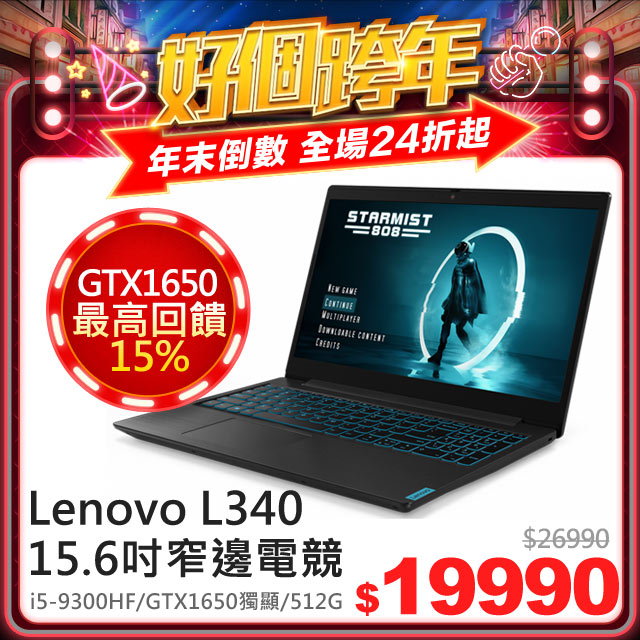 好個跨年
年末倒數 全場24折起
GTX1650
最高回饋
15%
STARMIST
808
NEW GAME
CONTINUE
MULTIPLAYER
DOWNLOADABLE CONTENT
CREDITS
Lenovo
Lenovo L340
15.6吋窄邊電競
i5-9300HF/GTX1650獨顯/512G
$26990
$19990